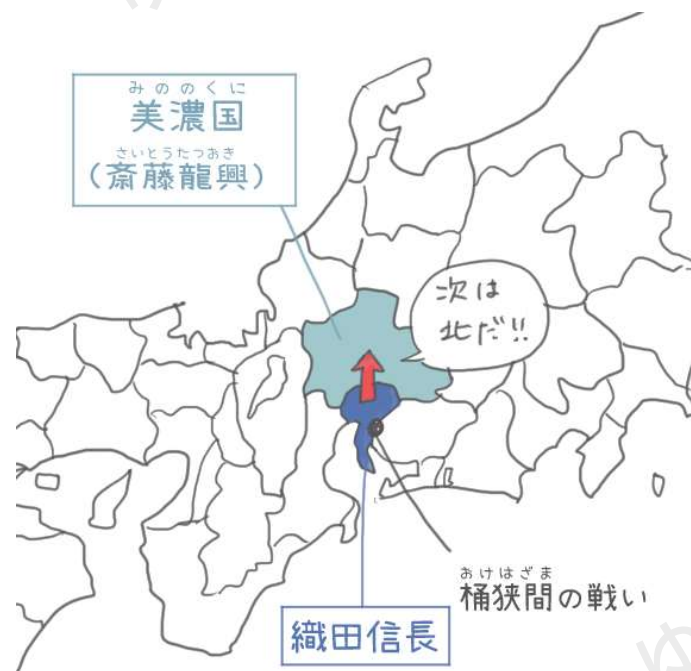 みののくに
美濃国
さいとうたつおき
(斎藤龍興)
次は
北だ!!
おけはざま
桶狭間の戦い
織田信長